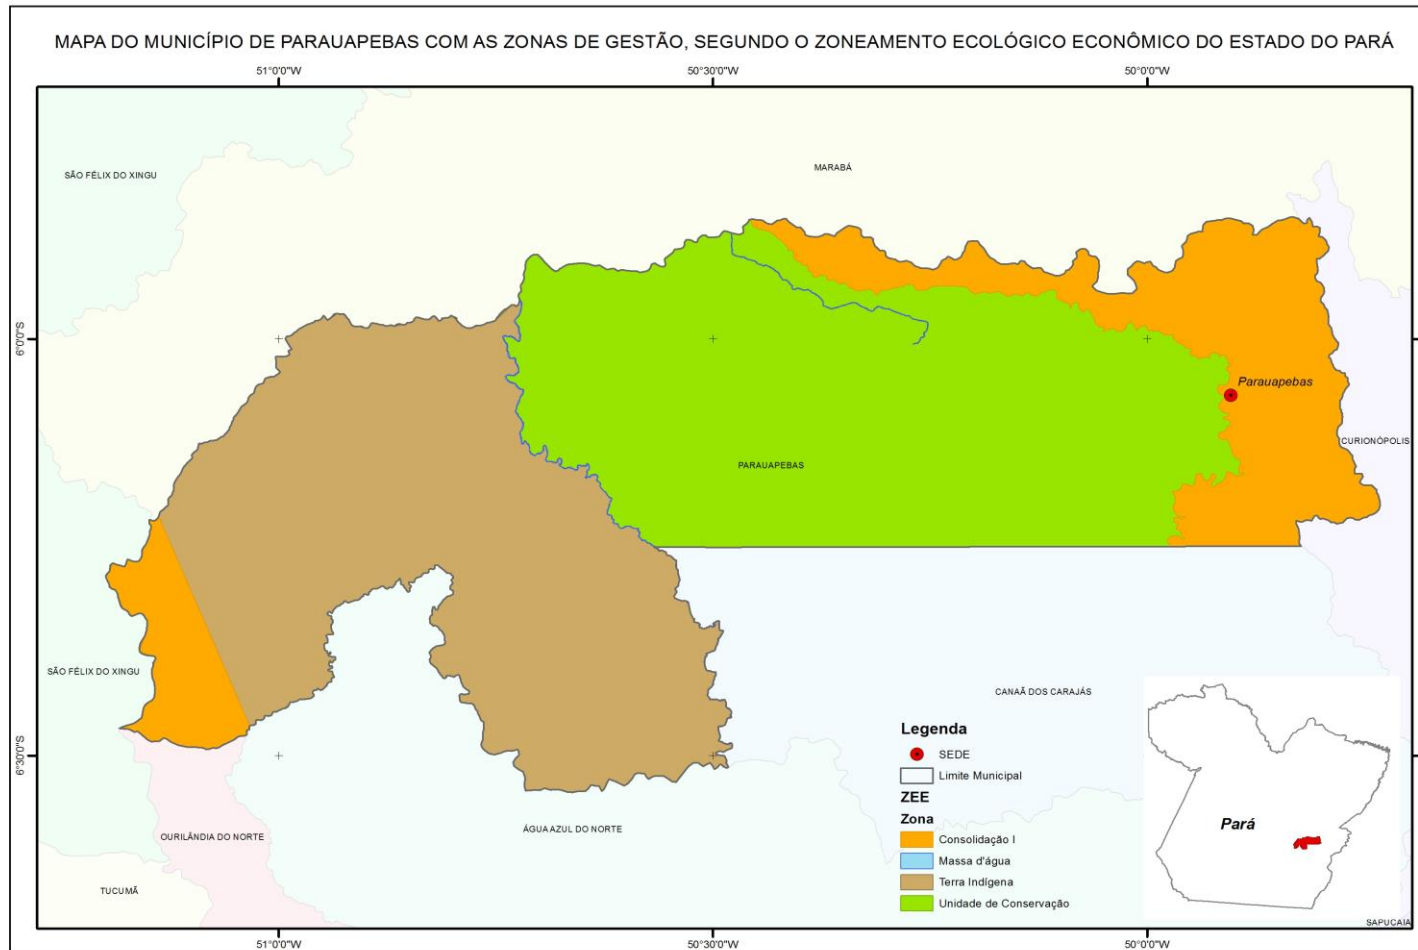 MAPA DO MUNICÍPIO DE PARAUAPEBAS COM AS ZONAS DE GESTÃO, SEGUNDO O ZONEAMENTO ECOLÓGICO ECONÔMICO DO ESTADO DO PARÁ
51°0'0"W
50°30'0"W
50°0'0"W
SÃO FÉLIX DO XINGU
MARABÁ
6°0'0"S
Parauapebas
CURIONÓPOLIS
PARAUAPEBAS
SÃO FÉLIX DO XINGU
CANAÃ DOS CARAJÁS
6°30'0"S
OURILÂNDIA DO NORTE
ÁGUA AZUL DO NORTE
TUCUMÃ
Legenda
SEDE
Limite Municipal
ZEE
Zona
Consolidação I
Massa d'água
Terra Indígena
Unidade de Conservação
Pará
SAPUCAIA
51°0'0"W
50°30'0"W
50°0'0"W